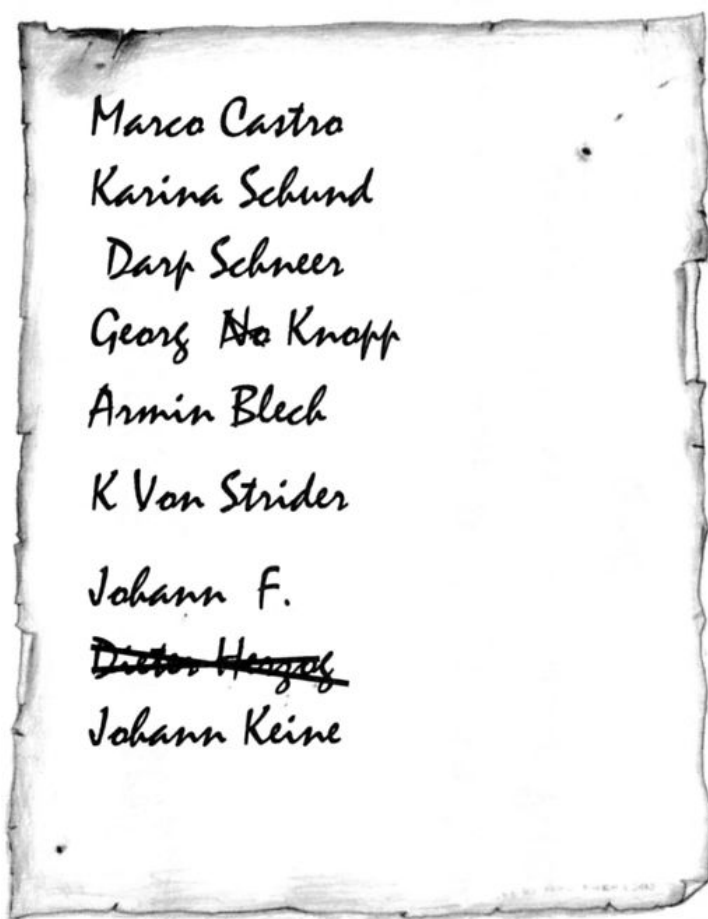 Marco Castro
Karina Schund
Darp Schneer
Georg No Knopp
Armin Blech
K Von Strider
Johann F.
Dieter Herzog
Johann Keine